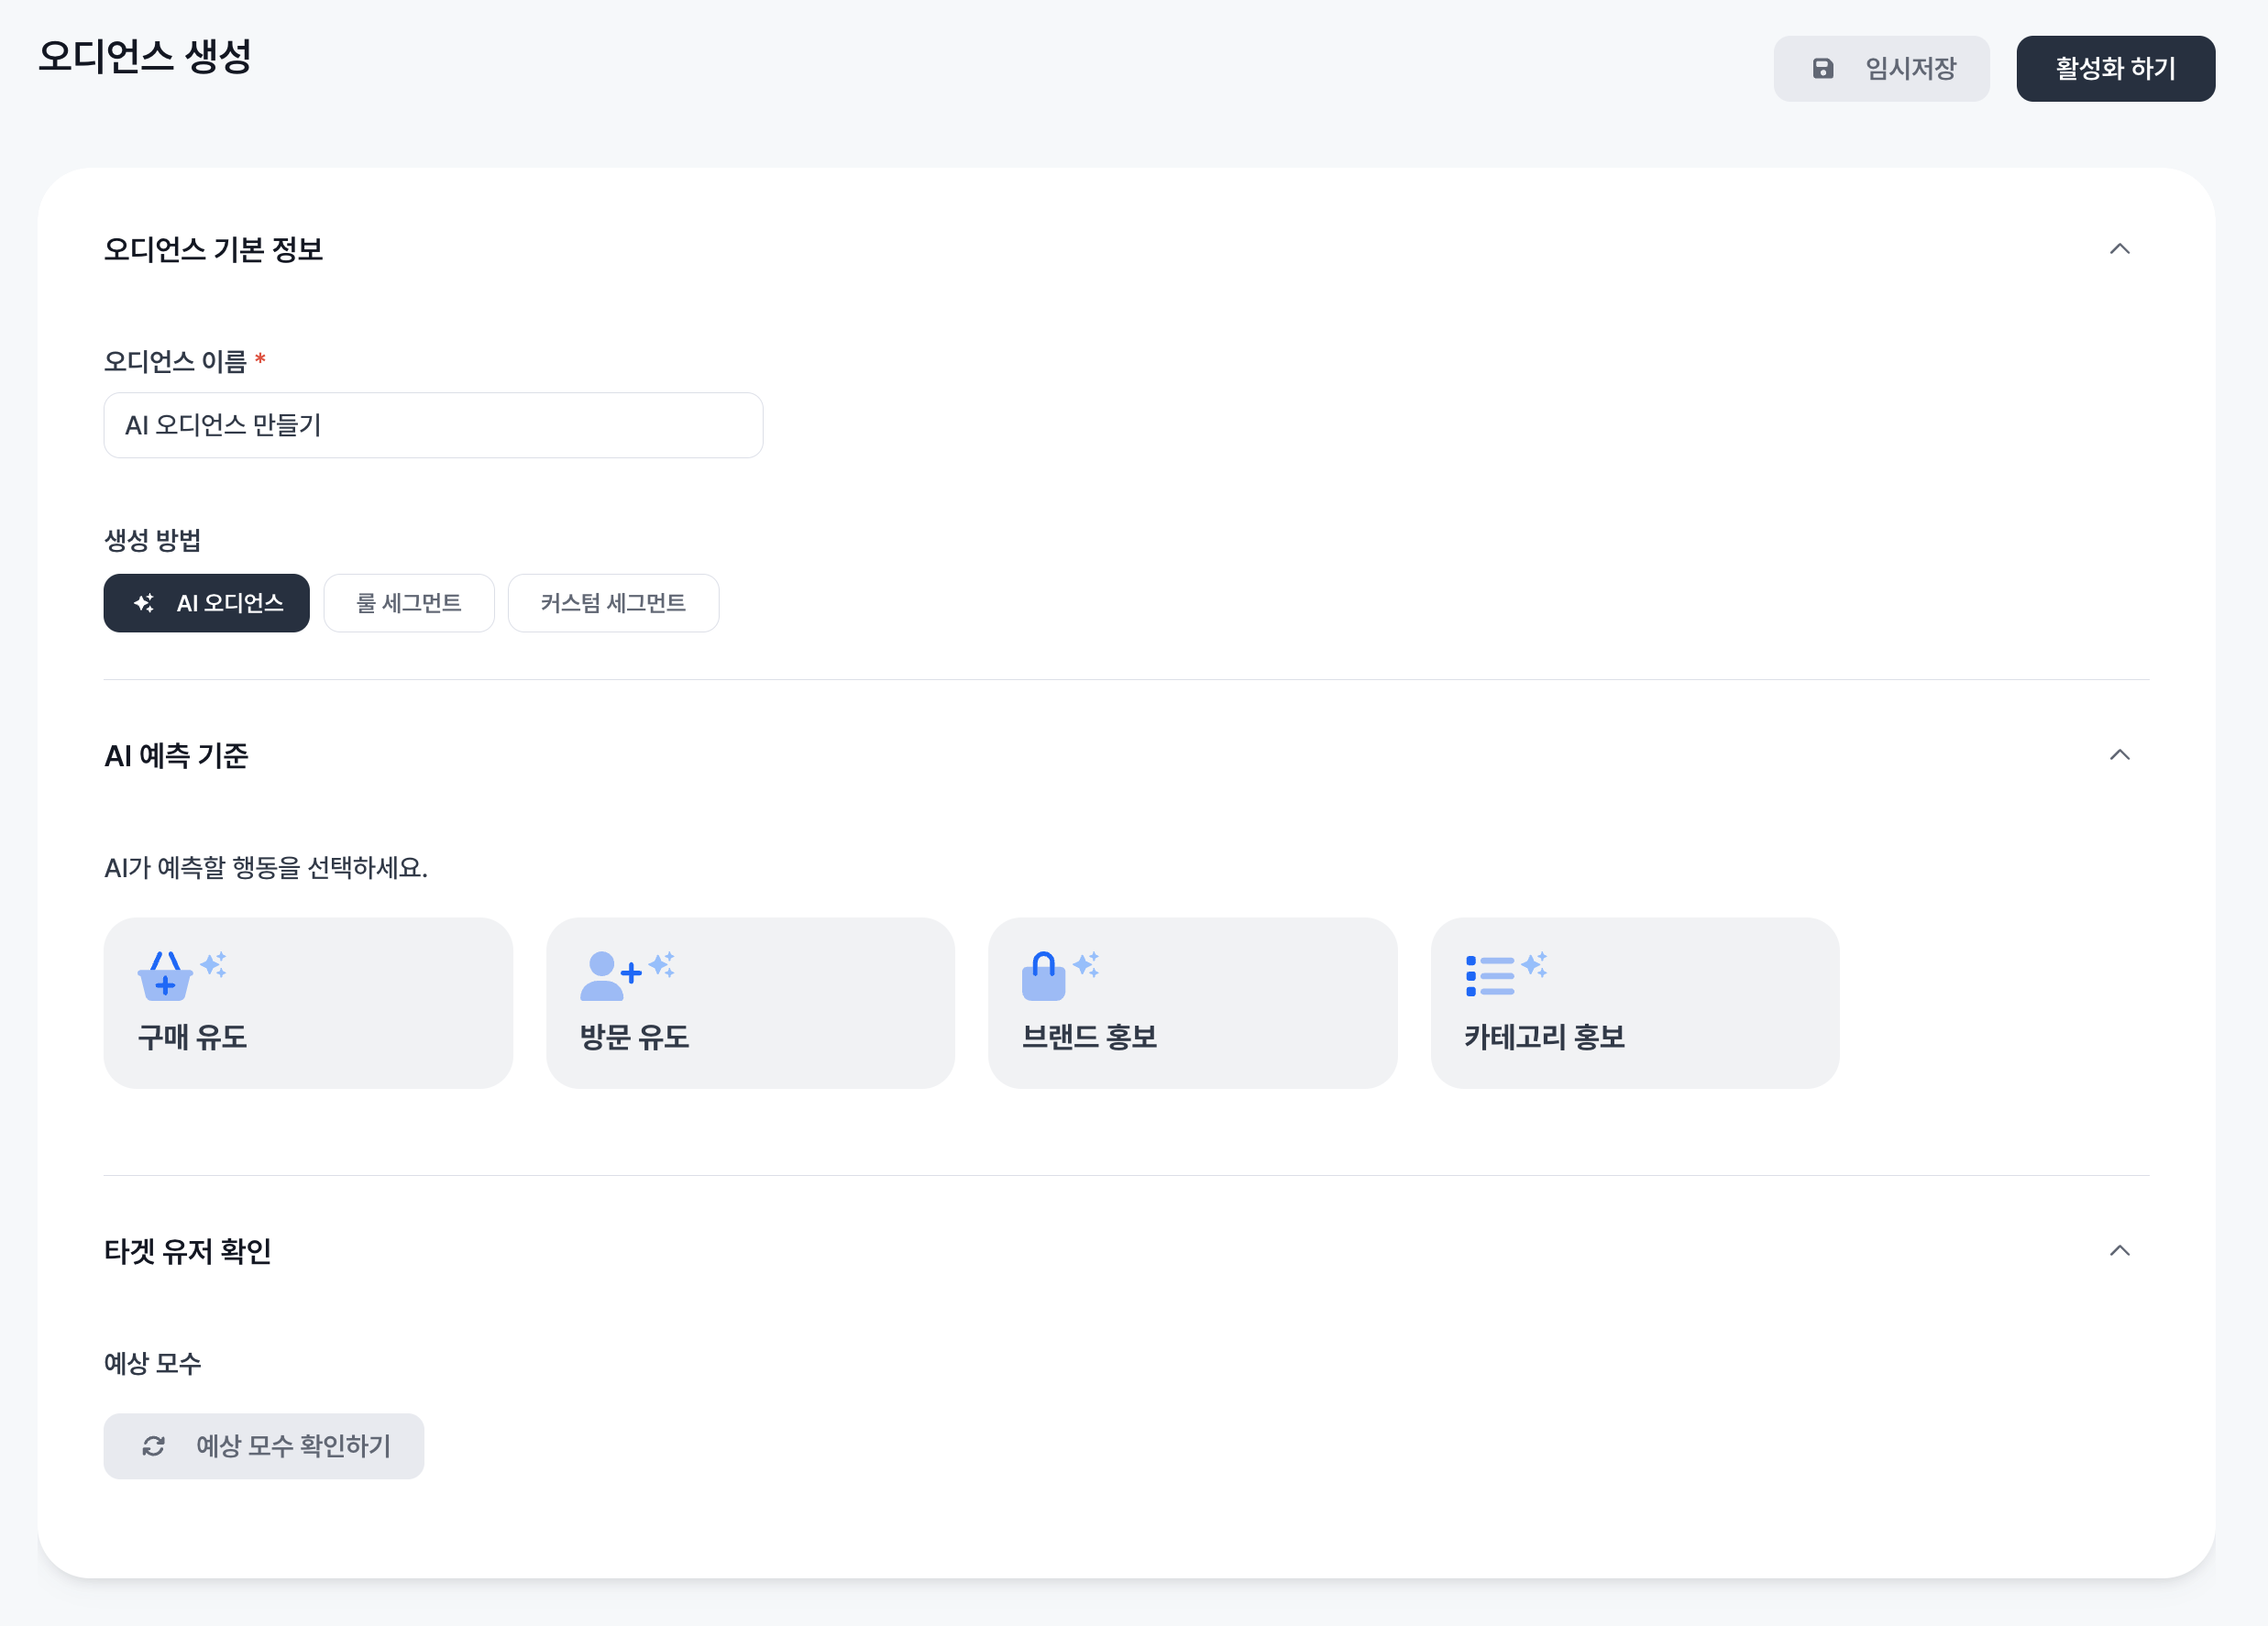 오디언스 생성
임시저장
활성화 하기
오디언스 기본 정보
오디언스 이름 *
AI 오디언스 만들기
생성 방법
AI 오디언스
룰 세그먼트
커스텀 세그먼트
AI 예측 기준
AI가 예측할 행동을 선택하세요.
구매 유도
방문 유도
브랜드 홍보
카테고리 홍보
타겟 유저 확인
예상 모수
예상 모수 확인하기